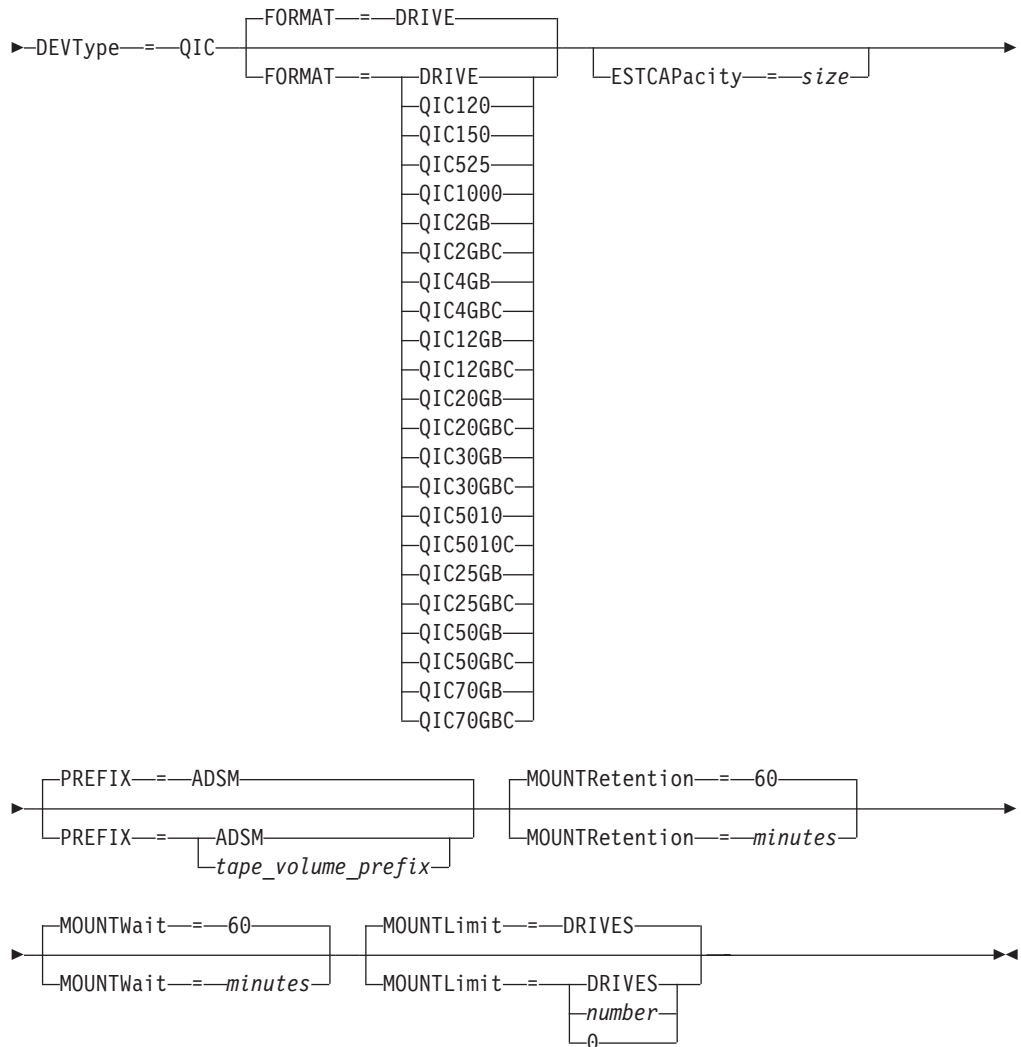 FORMAT = DRIVE
DEVType = QIC
FORMAT = DRIVE
ESTCAPacity = size
QIC120
QIC150
QIC525
QIC1000
QIC2GB
QIC2GBC
QIC4GB
QIC4GBC
QIC12GB
QIC12GBC
QIC20GB
QIC20GBC
QIC30GB
QIC30GBC
QIC5010
QIC5010C
QIC25GB
QIC25GBC
QIC50GB
QIC50GBC
QIC70GB
QIC70GBC
PREFIX = ADSM MOUNTRetention = 60
PREFIX = ADSM MOUNTRetention = minutes
tape_volume_prefix
MOUNTWait = 60 MOUNTLimit = DRIVES
MOUNTWait = minutes MOUNTLimit = DRIVES
number
0